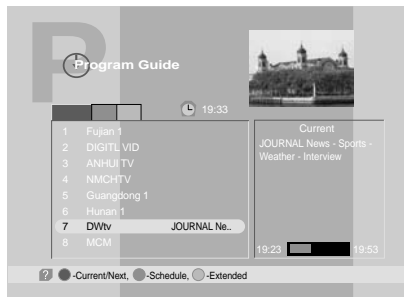 P
Program Guide
19:33
1 Fujian 1
2 DIGITL VID
3 ANHUI TV
4 NMCHTV
5 Guangdong 1
6 Hunan 1
7 DWtv JOURNAL Ne..
8 MCM
Current
JOURNAL News - Sports -
Weather - Interview
19:23 19:53
? -Current/Next, -Schedule, -Extended